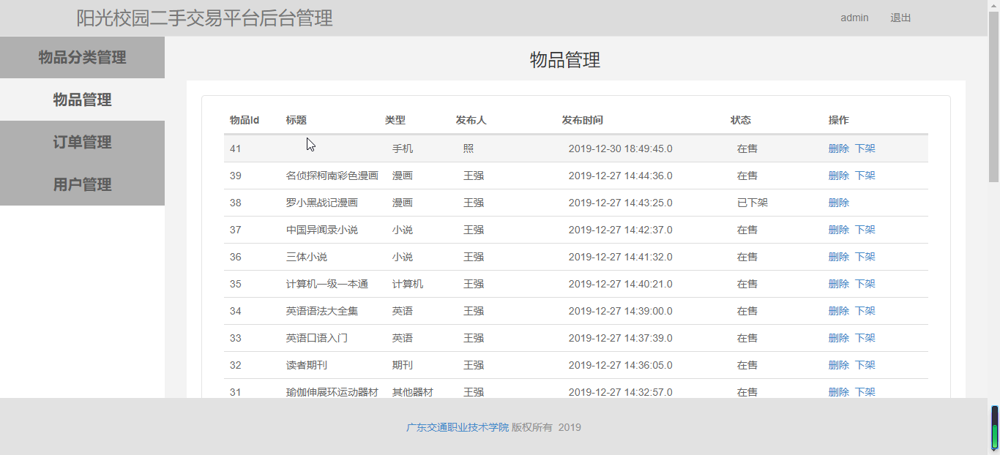 阳光校园二手交易平台后台管理 admin 退出
物品分类管理
物品管理
订单管理
用户管理
物品管理
物品Id 标题 类型 发布人 发布时间 状态 操作
41 手机 照 2019-12-30 18:49:45.0 在售 删除 下架
39 名侦探柯南彩色漫画 漫画 王强 2019-12-27 14:44:36.0 在售 删除 下架
38 罗小黑战记漫画 漫画 王强 2019-12-27 14:43:25.0 已下架 删除
37 中国异闻录小说 小说 王强 2019-12-27 14:42:37.0 在售 删除 下架
36 三体小说 小说 王强 2019-12-27 14:41:32.0 在售 删除 下架
35 计算机一级一本通 计算机 王强 2019-12-27 14:40:21.0 在售 删除 下架
34 英语语法大全集 英语 王强 2019-12-27 14:39:00.0 在售 删除 下架
33 英语口语入门 英语 王强 2019-12-27 14:37:39.0 在售 删除 下架
32 读者期刊 期刊 王强 2019-12-27 14:36:05.0 在售 删除 下架
31 瑜伽伸展环运动器材 其他器材 王强 2019-12-27 14:32:57.0 在售 删除 下架
广东交通职业技术学院 版权所有 2019